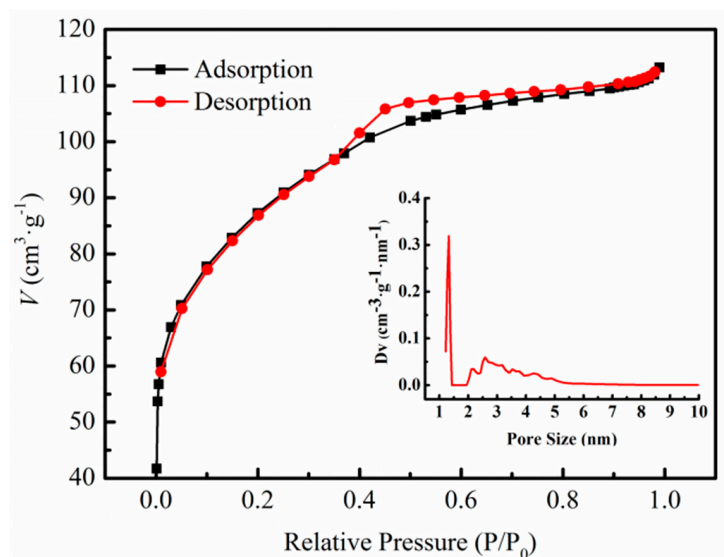 120
110
100
90
80
70
60
50
40
V (cm³·g⁻¹)
Adsorption
Desorption
0.4
0.3
0.2
0.1
0.0
Dv (cm⁻³·g⁻¹·nm⁻¹)
1 2 3 4 5 6 7 8 9 10
Pore Size (nm)
0.0 0.2 0.4 0.6 0.8 1.0
Relative Pressure (P/P₀)